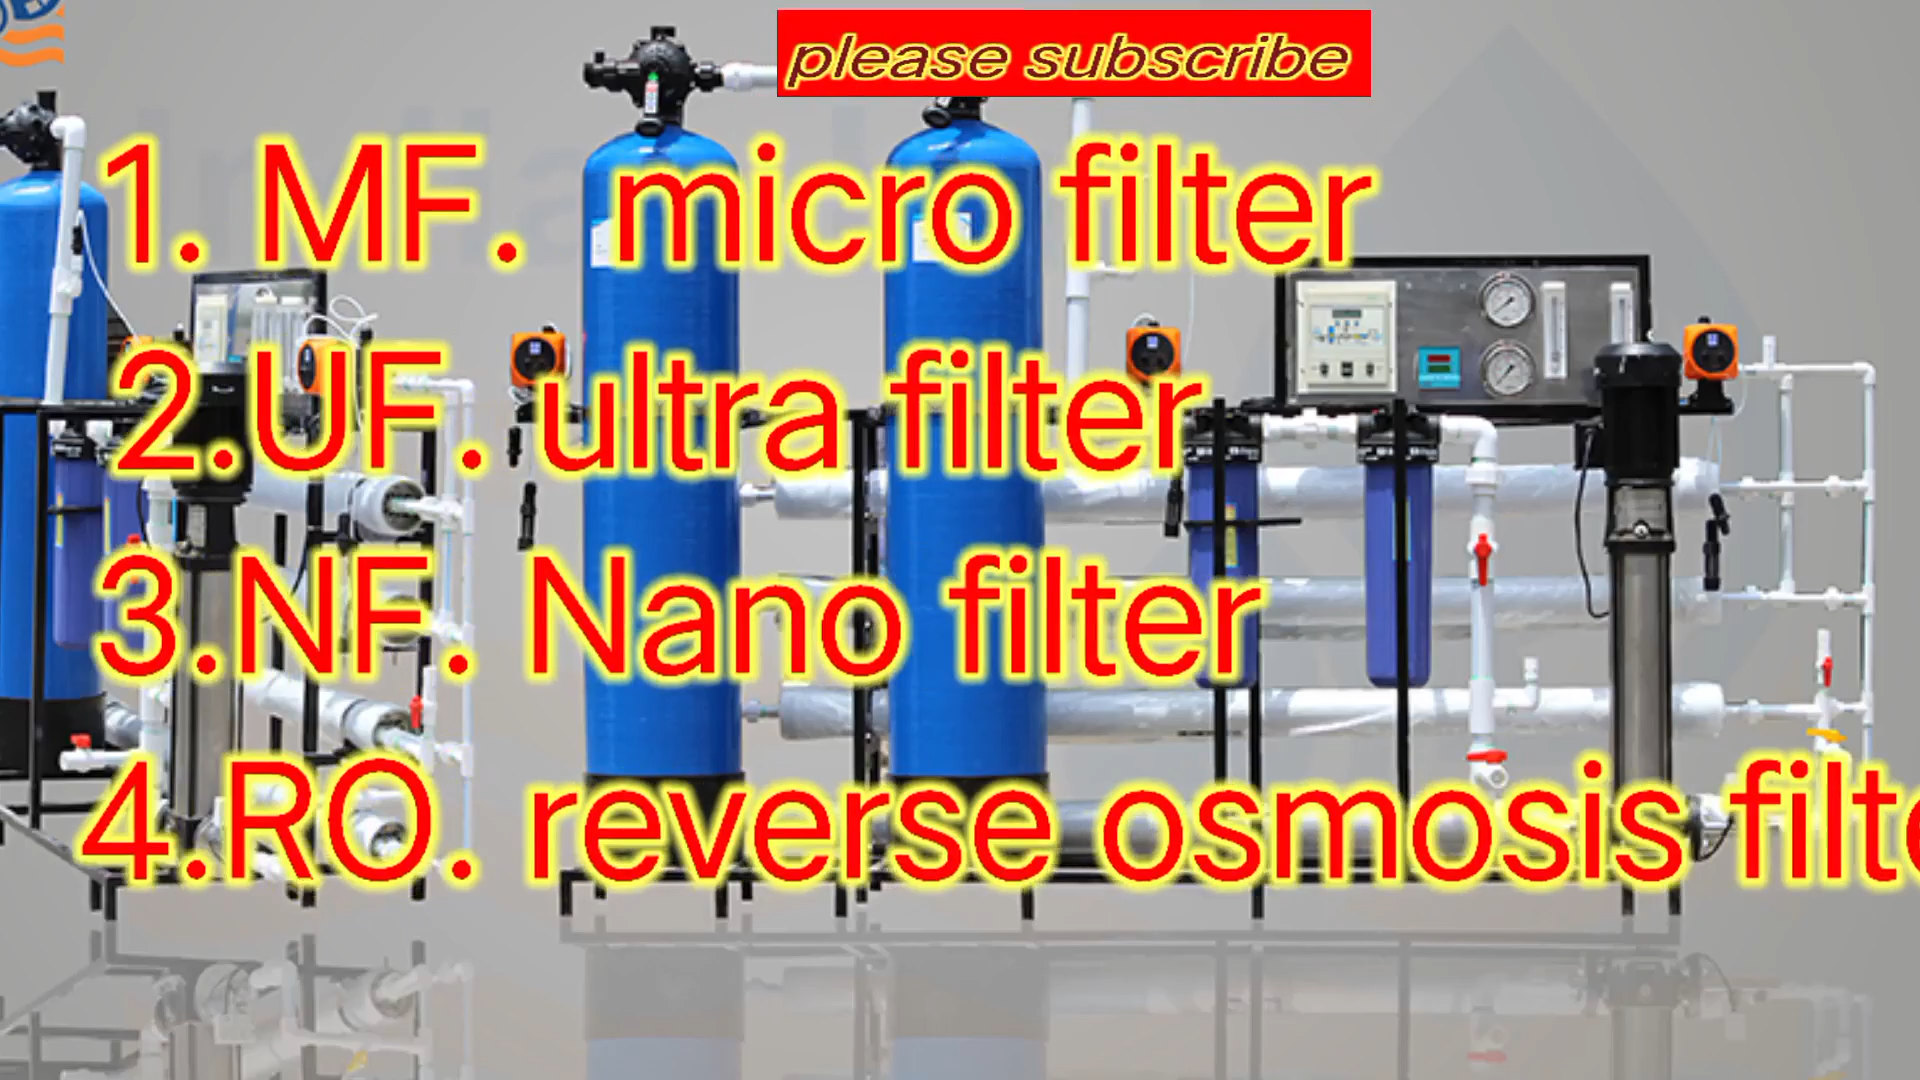 please subscribe
1. MF. micro filter
2.UF. ultra filter
3.NF. Nano filter
4.RO. reverse osmosis